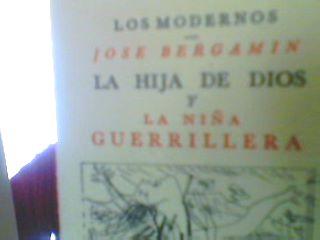 LOS MODERNOS
JOSE BERGAMIN
LA HIJA DE DIOS
Y
LA NIÑA
GUERRILLERA